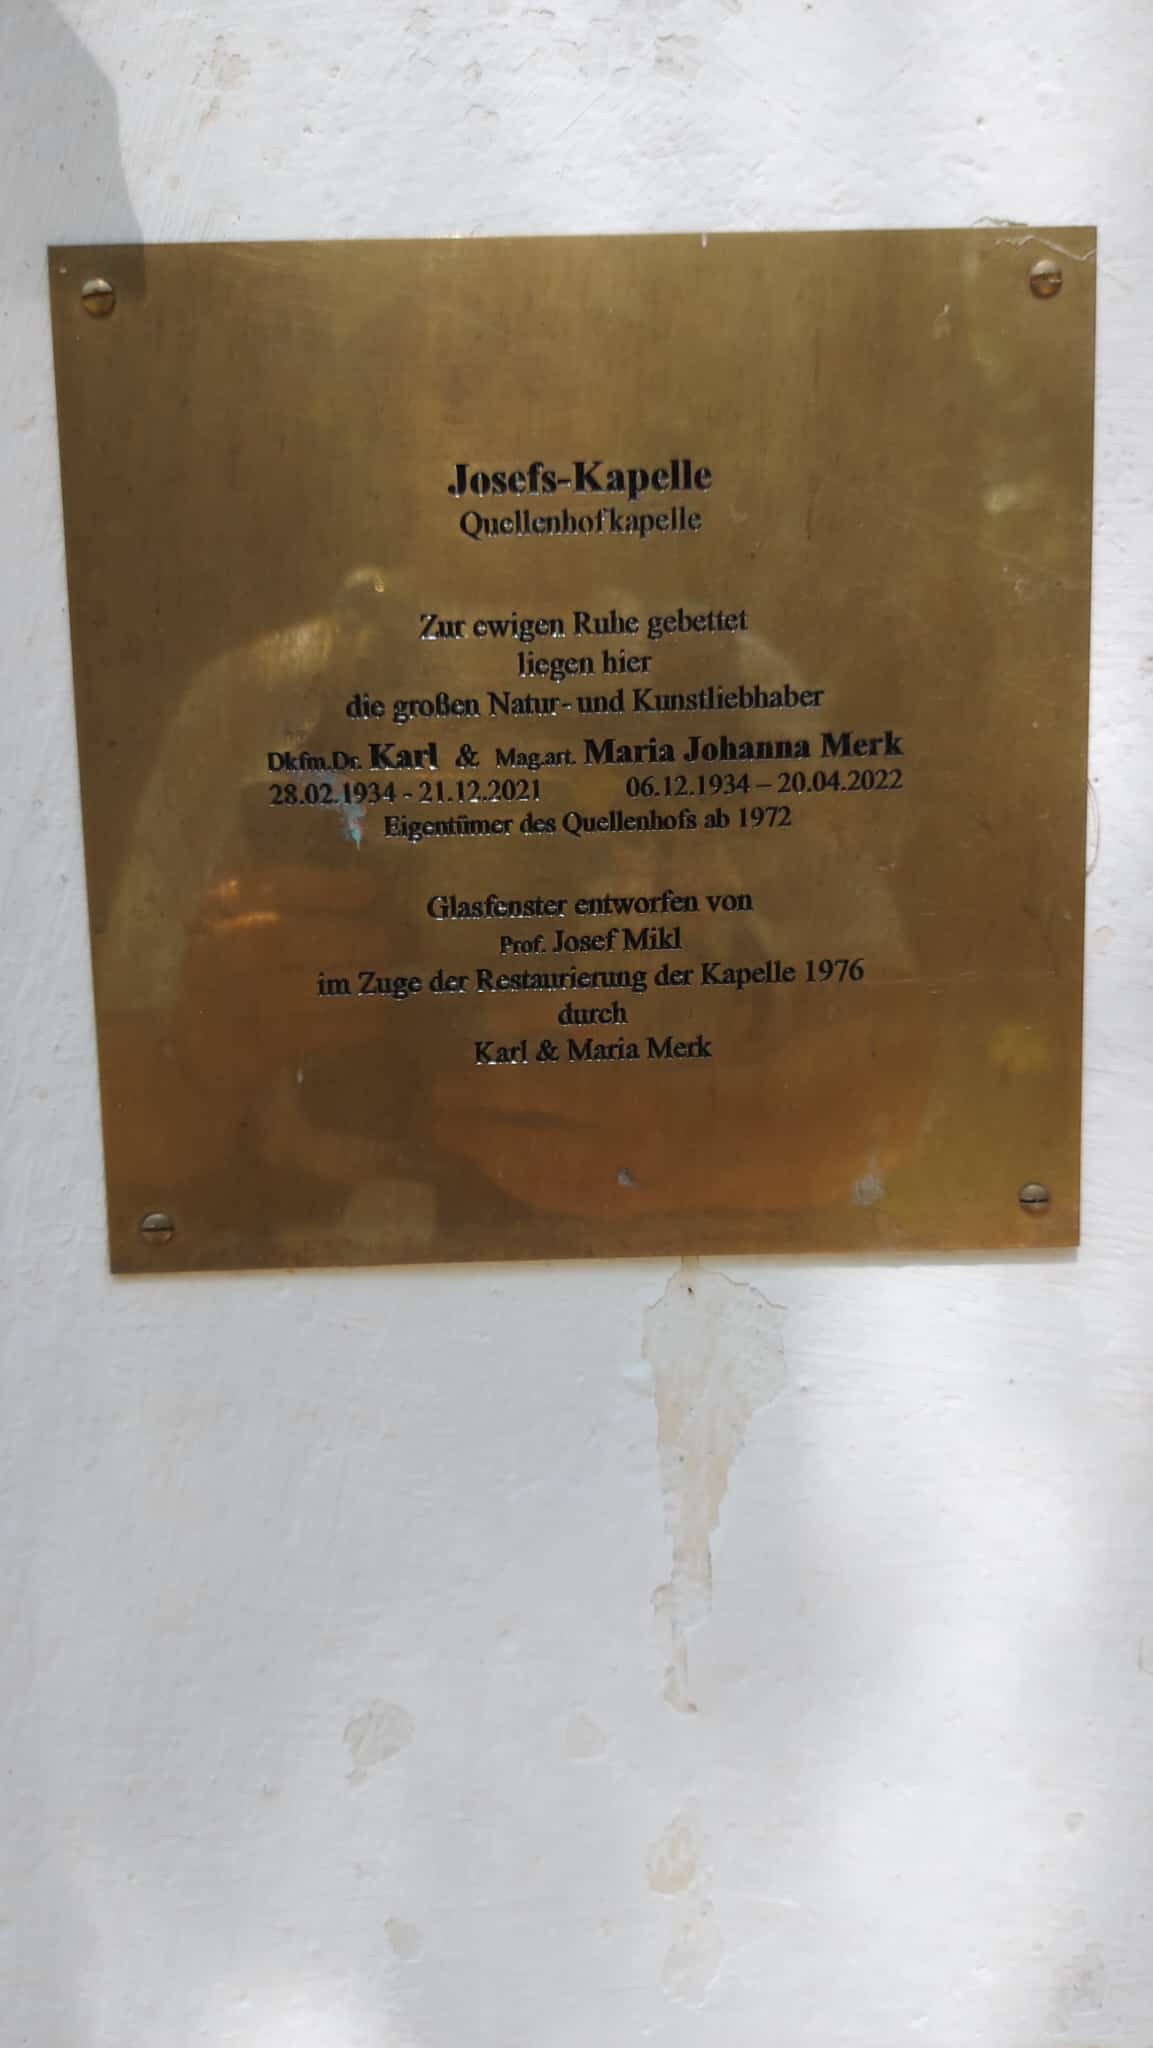 Josefs-Kapelle
Quellenhofkapelle
Zur ewigen Ruhe gebettet
liegen hier
die großen Natur- und Kunstliebhaber
Dkfm.Dr. Karl & Mag.art. Maria Johanna Merk
28.02.1934 - 21.12.2021 06.12.1934 – 20.04.2022
Eigentümer des Quellenhofs ab 1972
Glasfenster entworfen von
Prof. Josef Mikl
im Zuge der Restaurierung der Kapelle 1976
durch
Karl & Maria Merk